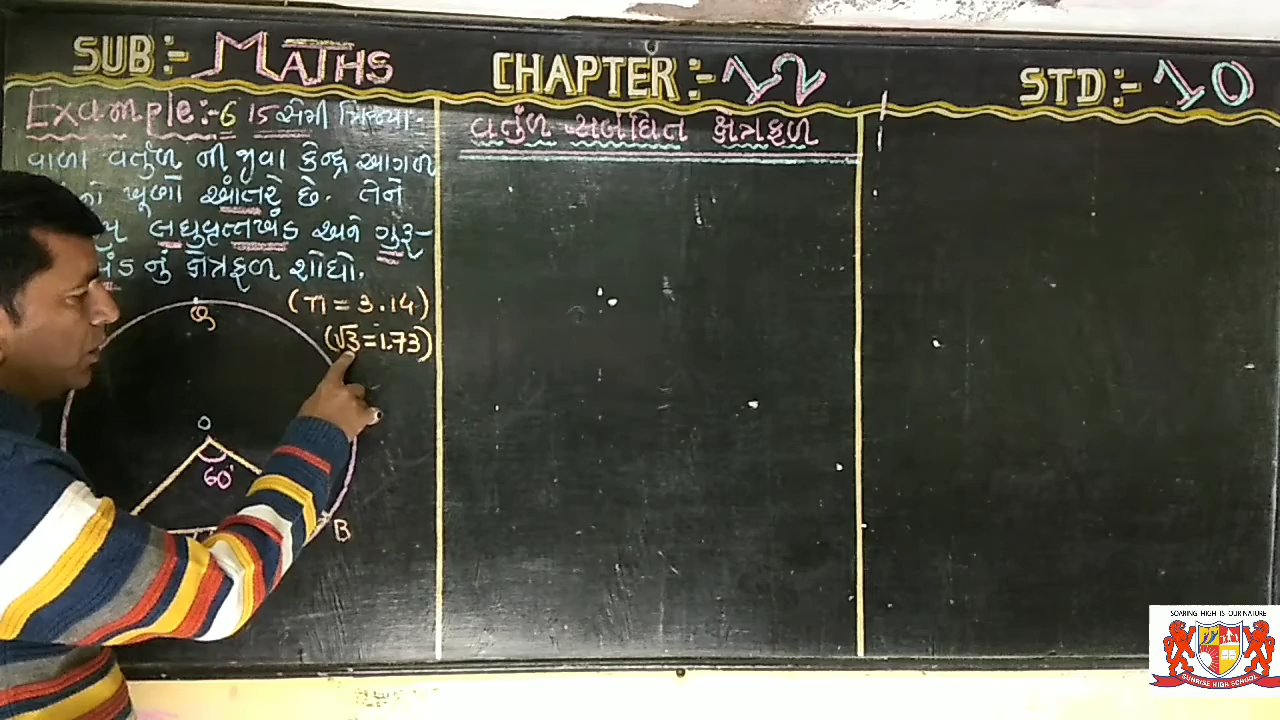 SUB:- MATHS
CHAPTER:-12
STD:-10
Example:-6 15 સેમી ત્રિજ્યા-
વાળા વર્તુળ ની જીવા કેન્દ્ર આગળ
ખૂણો આંતરે છે. તેને
લઘુવૃત્તખંડ અને ગુરૂ-
નું ક્ષેત્રફળ શોધો.
(π = 3.14)
(√3 = 1.73)
O
60°
B
વર્તુળ સંબંધિત ક્ષેત્રફળ
SOARING HIGH IS OUR NATURE
SUNRISE HIGH SCHOOL